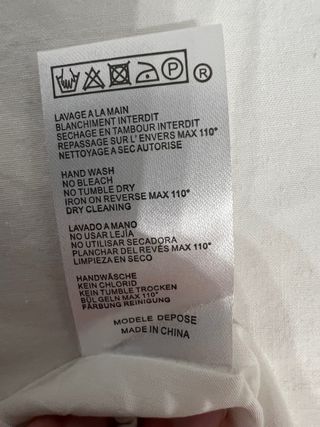 P ®
LAVAGE A LA MAIN
BLANCHIMENT INTERDIT
SECHAGE EN TAMBOUR INTERDIT
REPASSAGE SUR L' ENVERS MAX 110°
NETTOYAGE A SEC AUTORISE
HAND WASH
NO BLEACH
NO TUMBLE DRY
IRON ON REVERSE MAX 110°
DRY CLEANING
LAVADO A MANO
NO USAR LEJÍA
NO UTILISAR SECADORA
PLANCHAR DEL REVÉS MAX 110°
LIMPIEZA EN SECO
HANDWÄSCHE
KEIN CHLORID
KEIN TUMBLE TROCKEN
BÜLGELN MAX 110°
FÄRBUNG REINIGUNG
MODELE DEPOSE
MADE IN CHINA